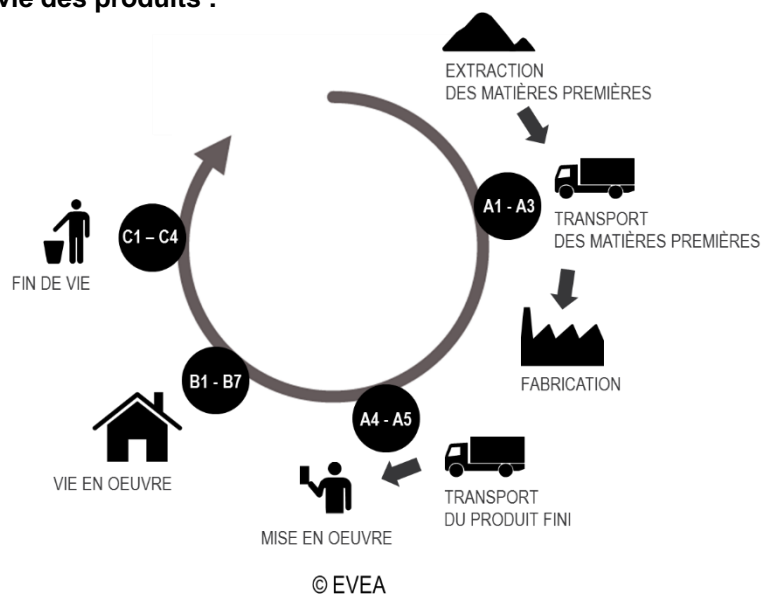 vie des produits :
EXTRACTION
DES MATIÈRES PREMIÈRES
A1 - A3
TRANSPORT
DES MATIÈRES PREMIÈRES
FABRICATION
A4 - A5
TRANSPORT
DU PRODUIT FINI
MISE EN OEUVRE
B1 - B7
VIE EN OEUVRE
C1 – C4
FIN DE VIE
© EVEA